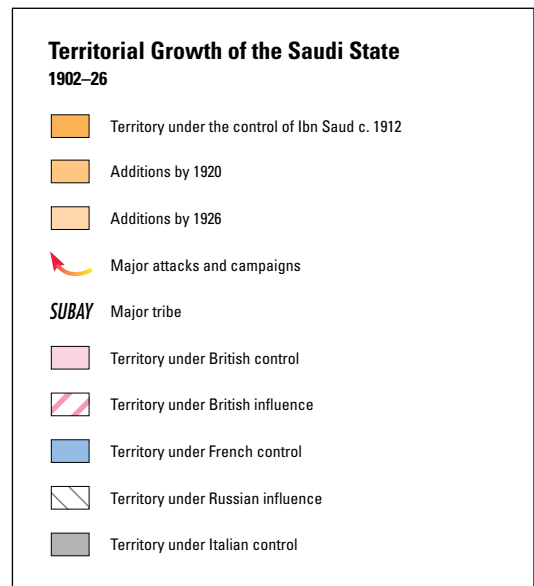 Territorial Growth of the Saudi State
1902–26
Territory under the control of Ibn Saud c. 1912
Additions by 1920
Additions by 1926
Major attacks and campaigns
SUBAY Major tribe
Territory under British control
Territory under British influence
Territory under French control
Territory under Russian influence
Territory under Italian control